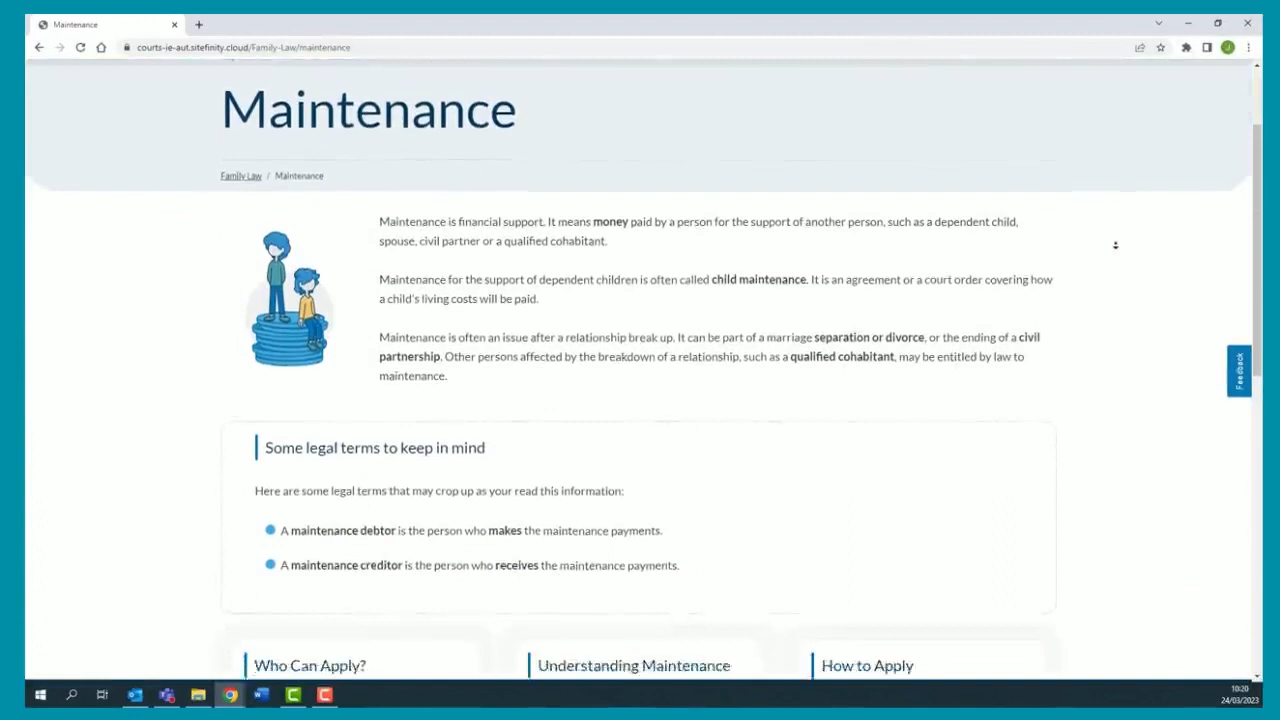 Maintenance
courts-ie-aut.sitefinity.cloud/Family-Law/maintenance
Maintenance
Family Law / Maintenance
Maintenance is financial support. It means money paid by a person for the support of another person, such as a dependent child,
spouse, civil partner or a qualified cohabitant.
Maintenance for the support of dependent children is often called child maintenance. It is an agreement or a court order covering how
a child's living costs will be paid.
Maintenance is often an issue after a relationship break up. It can be part of a marriage separation or divorce, or the ending of a civil
partnership. Other persons affected by the breakdown of a relationship, such as a qualified cohabitant, may be entitled by law to
maintenance.
Feedback
Some legal terms to keep in mind
Here are some legal terms that may crop up as your read this information:
A maintenance debtor is the person who makes the maintenance payments.
A maintenance creditor is the person who receives the maintenance payments.
Who Can Apply?
Understanding Maintenance
How to Apply
10:20
24/03/2023